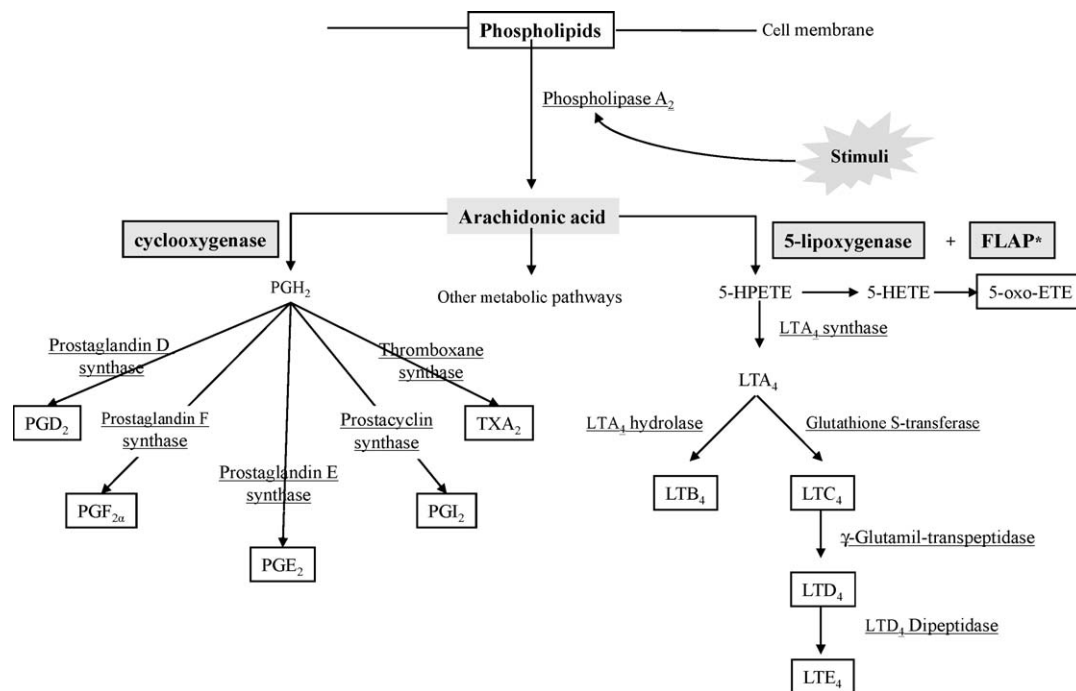 Phospholipids
Cell membrane
Phospholipase A₂
Stimuli
Arachidonic acid
cyclooxygenase
5-lipoxygenase + FLAP*
PGH₂
Other metabolic pathways
5-HPETE
5-HETE
5-oxo-ETE
LTA₄ synthase
Prostaglandin D
synthase
Thromboxane
synthase
LTA₄
PGD₂
Prostaglandin F
synthase
Prostacyclin
synthase
TXA₂
LTA₄ hydrolase
Glutathione S-transferase
Prostaglandin E
synthase
PGF₂α
PGI₂
LTB₄
LTC₄
γ-Glutamil-transpeptidase
PGE₂
LTD₄
LTD₄ Dipeptidase
LTE₄